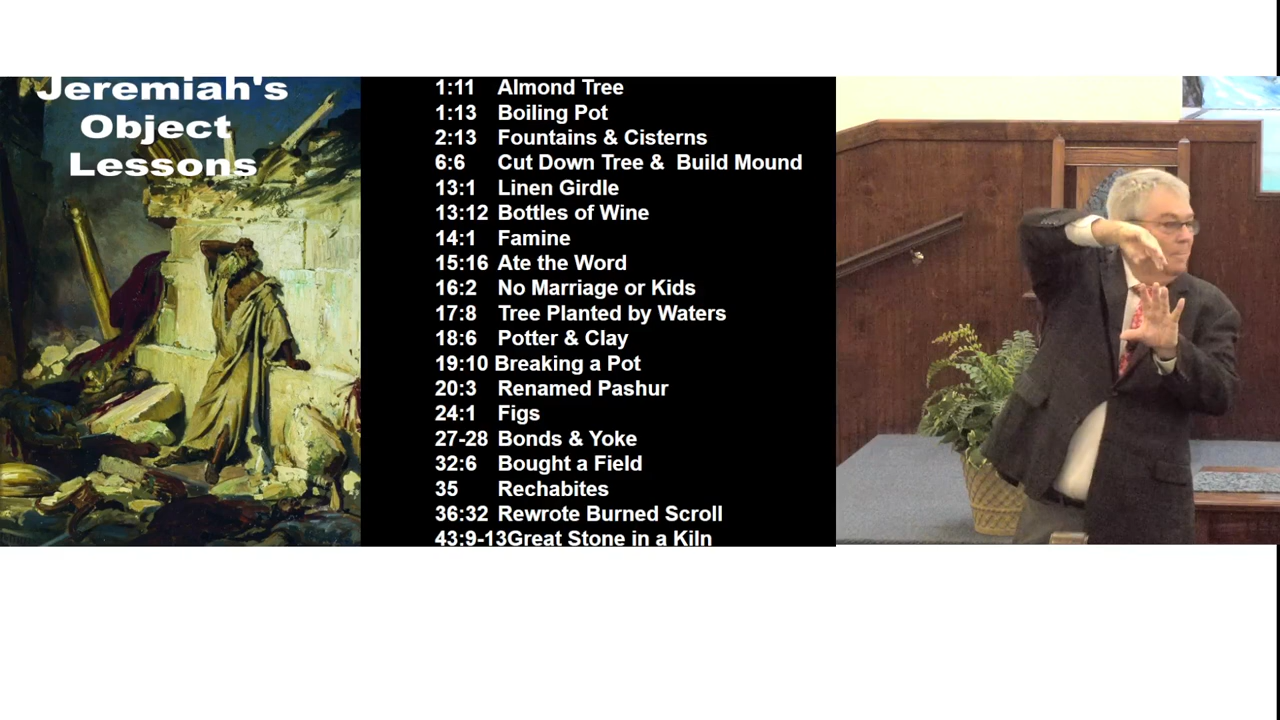 Jeremiah's
Object
Lessons
1:11 Almond Tree
1:13 Boiling Pot
2:13 Fountains & Cisterns
6:6 Cut Down Tree & Build Mound
13:1 Linen Girdle
13:12 Bottles of Wine
14:1 Famine
15:16 Ate the Word
16:2 No Marriage or Kids
17:8 Tree Planted by Waters
18:6 Potter & Clay
19:10 Breaking a Pot
20:3 Renamed Pashur
24:1 Figs
27-28 Bonds & Yoke
32:6 Bought a Field
35 Rechabites
36:32 Rewrote Burned Scroll
43:9-13Great Stone in a Kiln